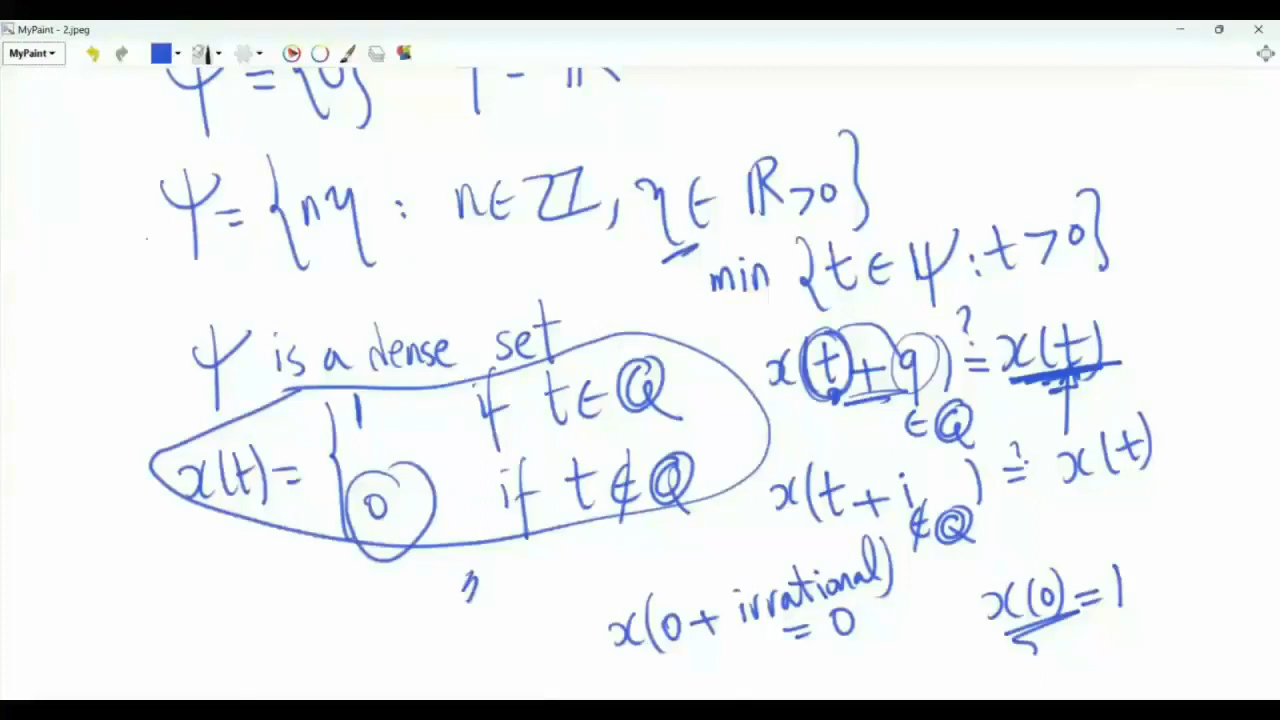 MyPaint - 2.jpeg
MyPaint
Ψ = {0}
Ψ = {nη : n ∈ ℤ, η ∈ ℝ>0}
min {t ∈ Ψ : t > 0}
Ψ is a dense set
x(t) = { 1 if t ∈ ℚ
0 if t ∉ ℚ
x(t + q) ?= x(t)
∈ ℚ
x(t + i) ?= x(t)
∉ ℚ
x(0 + irrational)
= 0
x(0) = 1